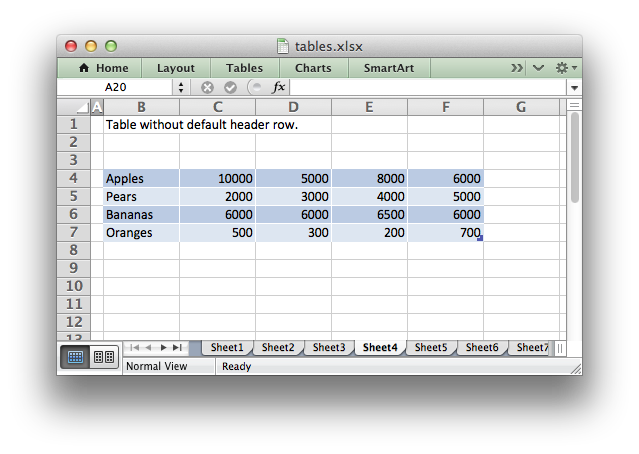 tables.xlsx
Home Layout Tables Charts SmartArt
A20 fx
A B C D E F G
1 Table without default header row.
2
3
4 Apples 10000 5000 8000 6000
5 Pears 2000 3000 4000 5000
6 Bananas 6000 6000 6500 6000
7 Oranges 500 300 200 700
8
9
10
11
12
13
Sheet1 Sheet2 Sheet3 Sheet4 Sheet5 Sheet6 Sheet7
Normal View Ready